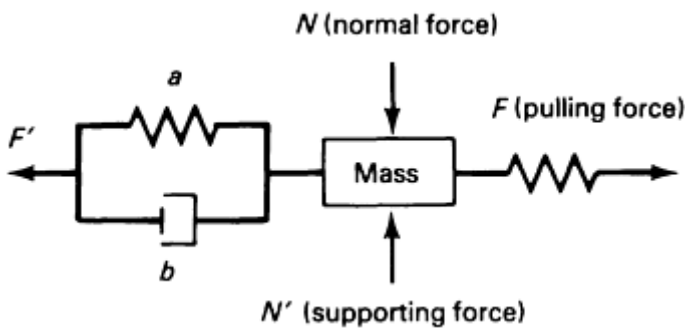 N (normal force)
a
F (pulling force)
F'
Mass
b
N' (supporting force)